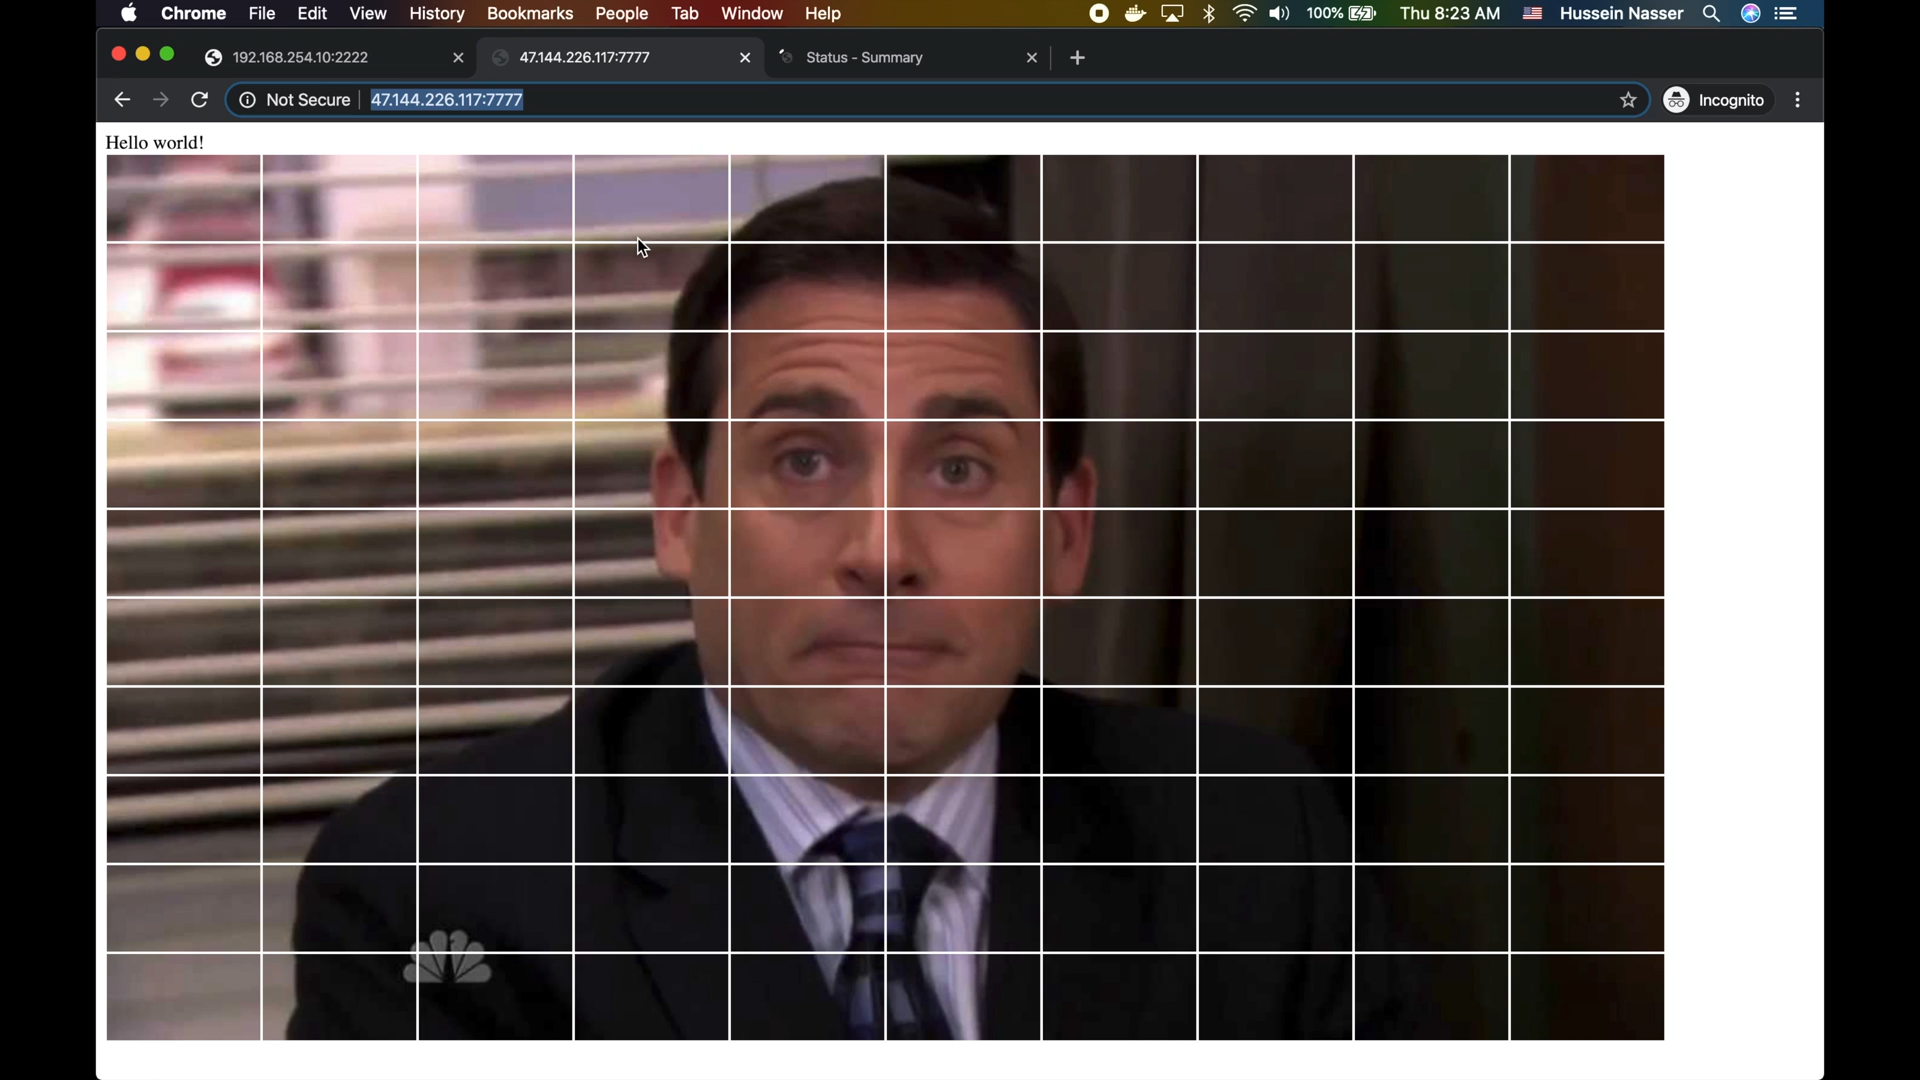 Chrome File Edit View History Bookmarks People Tab Window Help 100% Thu 8:23 AM Hussein Nasser
192.168.254.10:2222 47.144.226.117:7777 Status - Summary
Not Secure 47.144.226.117:7777 Incognito
Hello world!